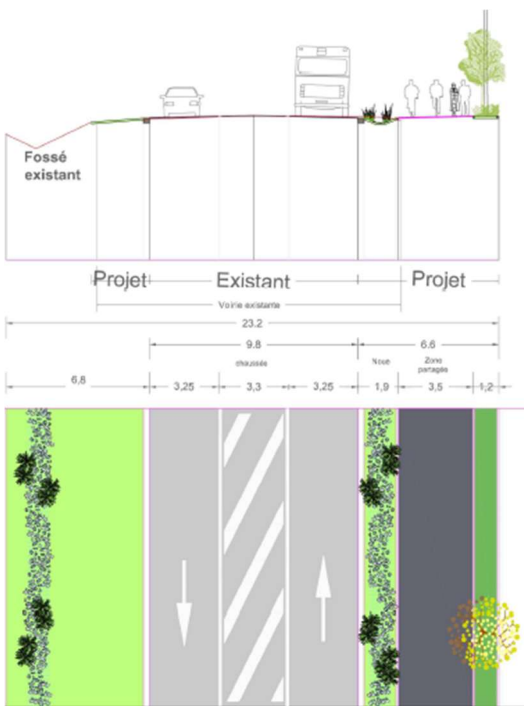 Fossé
existant
Projet Existant Projet
Voirie existante
23.2
9.8 6.6
chaussée Noue Zone
partagée
6,8 3,25 3,3 3,25 1,9 3,5 1,2